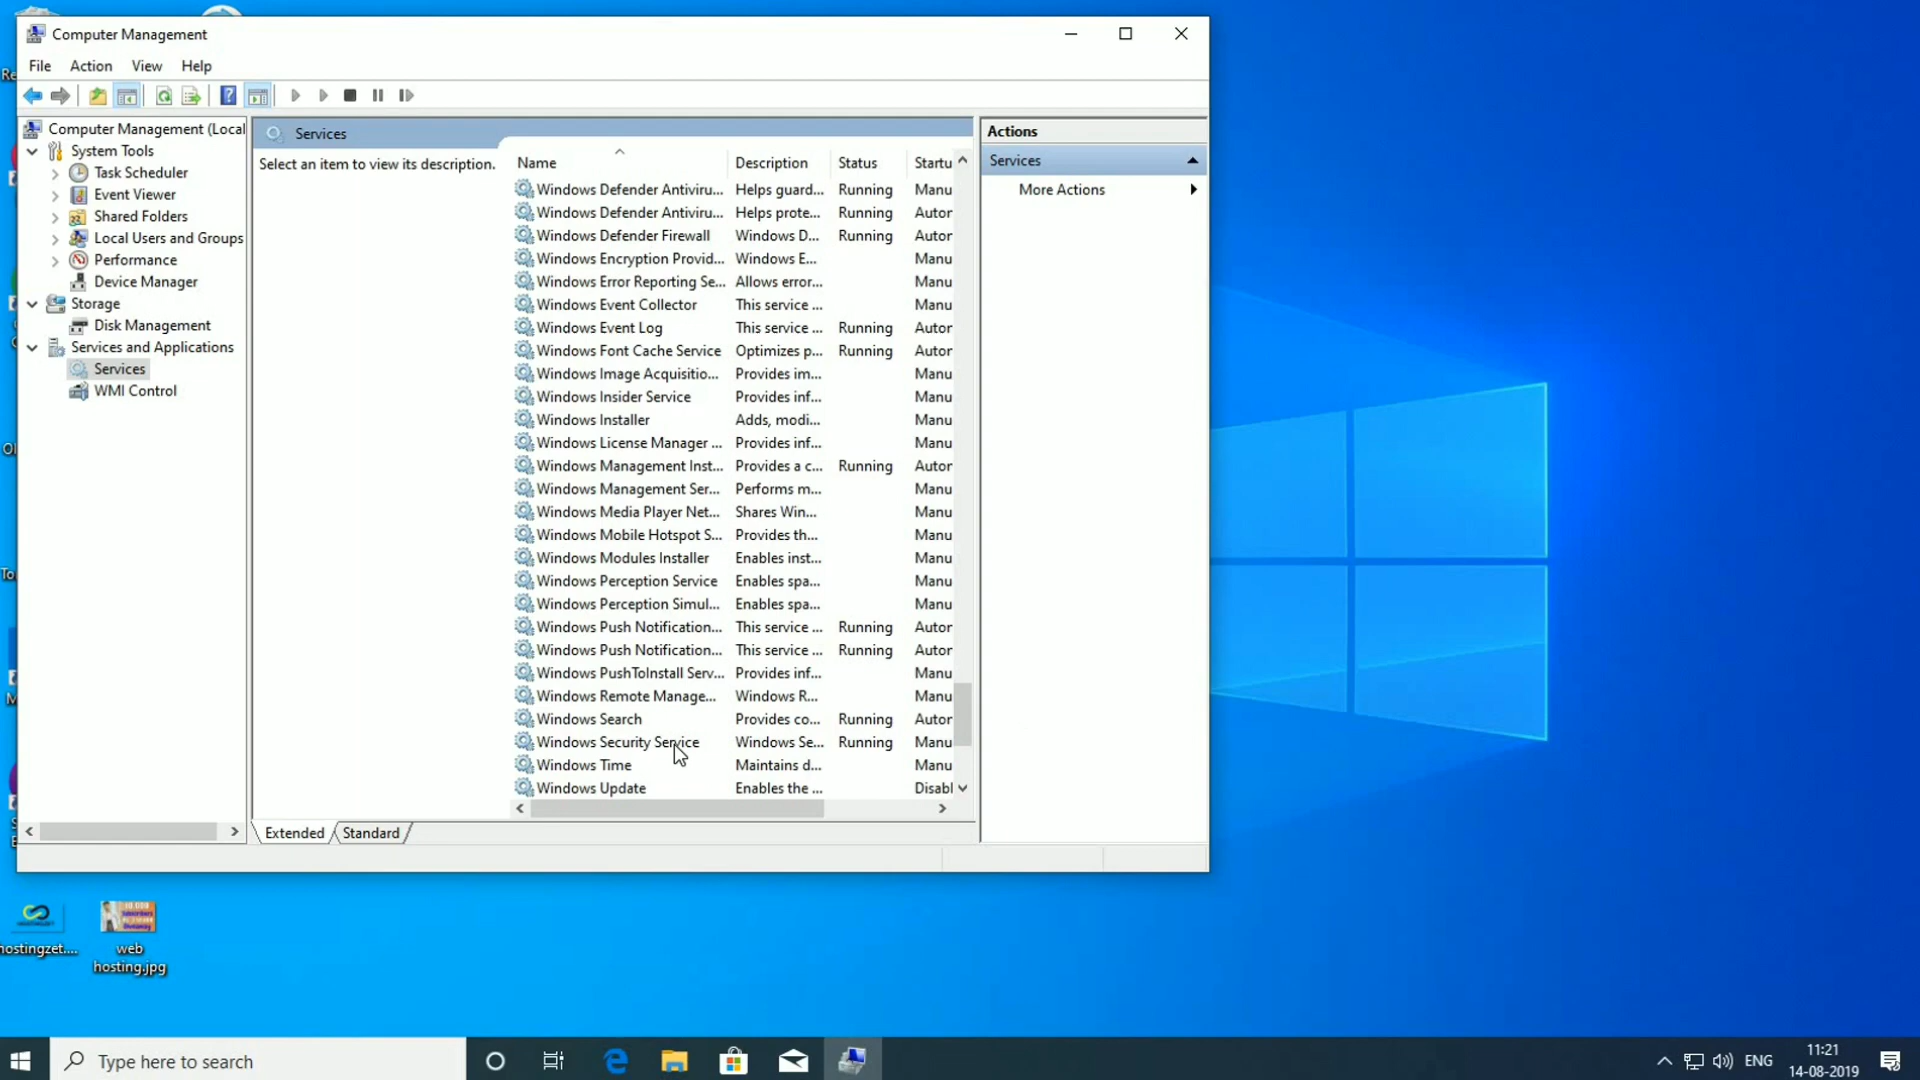 Computer Management
File Action View Help
Computer Management (Local
System Tools
Task Scheduler
Event Viewer
Shared Folders
Local Users and Groups
Performance
Device Manager
Storage
Disk Management
Services and Applications
Services
WMI Control
Services
Select an item to view its description.
Name Description Status Startu
Windows Defender Antiviru... Helps guard... Running Manu
Windows Defender Antiviru... Helps prote... Running Autor
Windows Defender Firewall Windows D... Running Autor
Windows Encryption Provid... Windows E... Manu
Windows Error Reporting Se... Allows error... Manu
Windows Event Collector This service ... Manu
Windows Event Log This service ... Running Autor
Windows Font Cache Service Optimizes p... Running Autor
Windows Image Acquisitio... Provides im... Manu
Windows Insider Service Provides inf... Manu
Windows Installer Adds, modi... Manu
Windows License Manager ... Provides inf... Manu
Windows Management Inst... Provides a c... Running Autor
Windows Management Ser... Performs m... Manu
Windows Media Player Net... Shares Win... Manu
Windows Mobile Hotspot S... Provides th... Manu
Windows Modules Installer Enables inst... Manu
Windows Perception Service Enables spa... Manu
Windows Perception Simul... Enables spa... Manu
Windows Push Notification... This service ... Running Autor
Windows Push Notification... This service ... Running Autor
Windows PushToInstall Serv... Provides inf... Manu
Windows Remote Manage... Windows R... Manu
Windows Search Provides co... Running Autor
Windows Security Service Windows Se... Running Manu
Windows Time Maintains d... Manu
Windows Update Enables the ... Disabl
Extended Standard
Actions
Services
More Actions
hostingzet....
web
hosting.jpg
Type here to search
ENG
11:21
14-08-2019